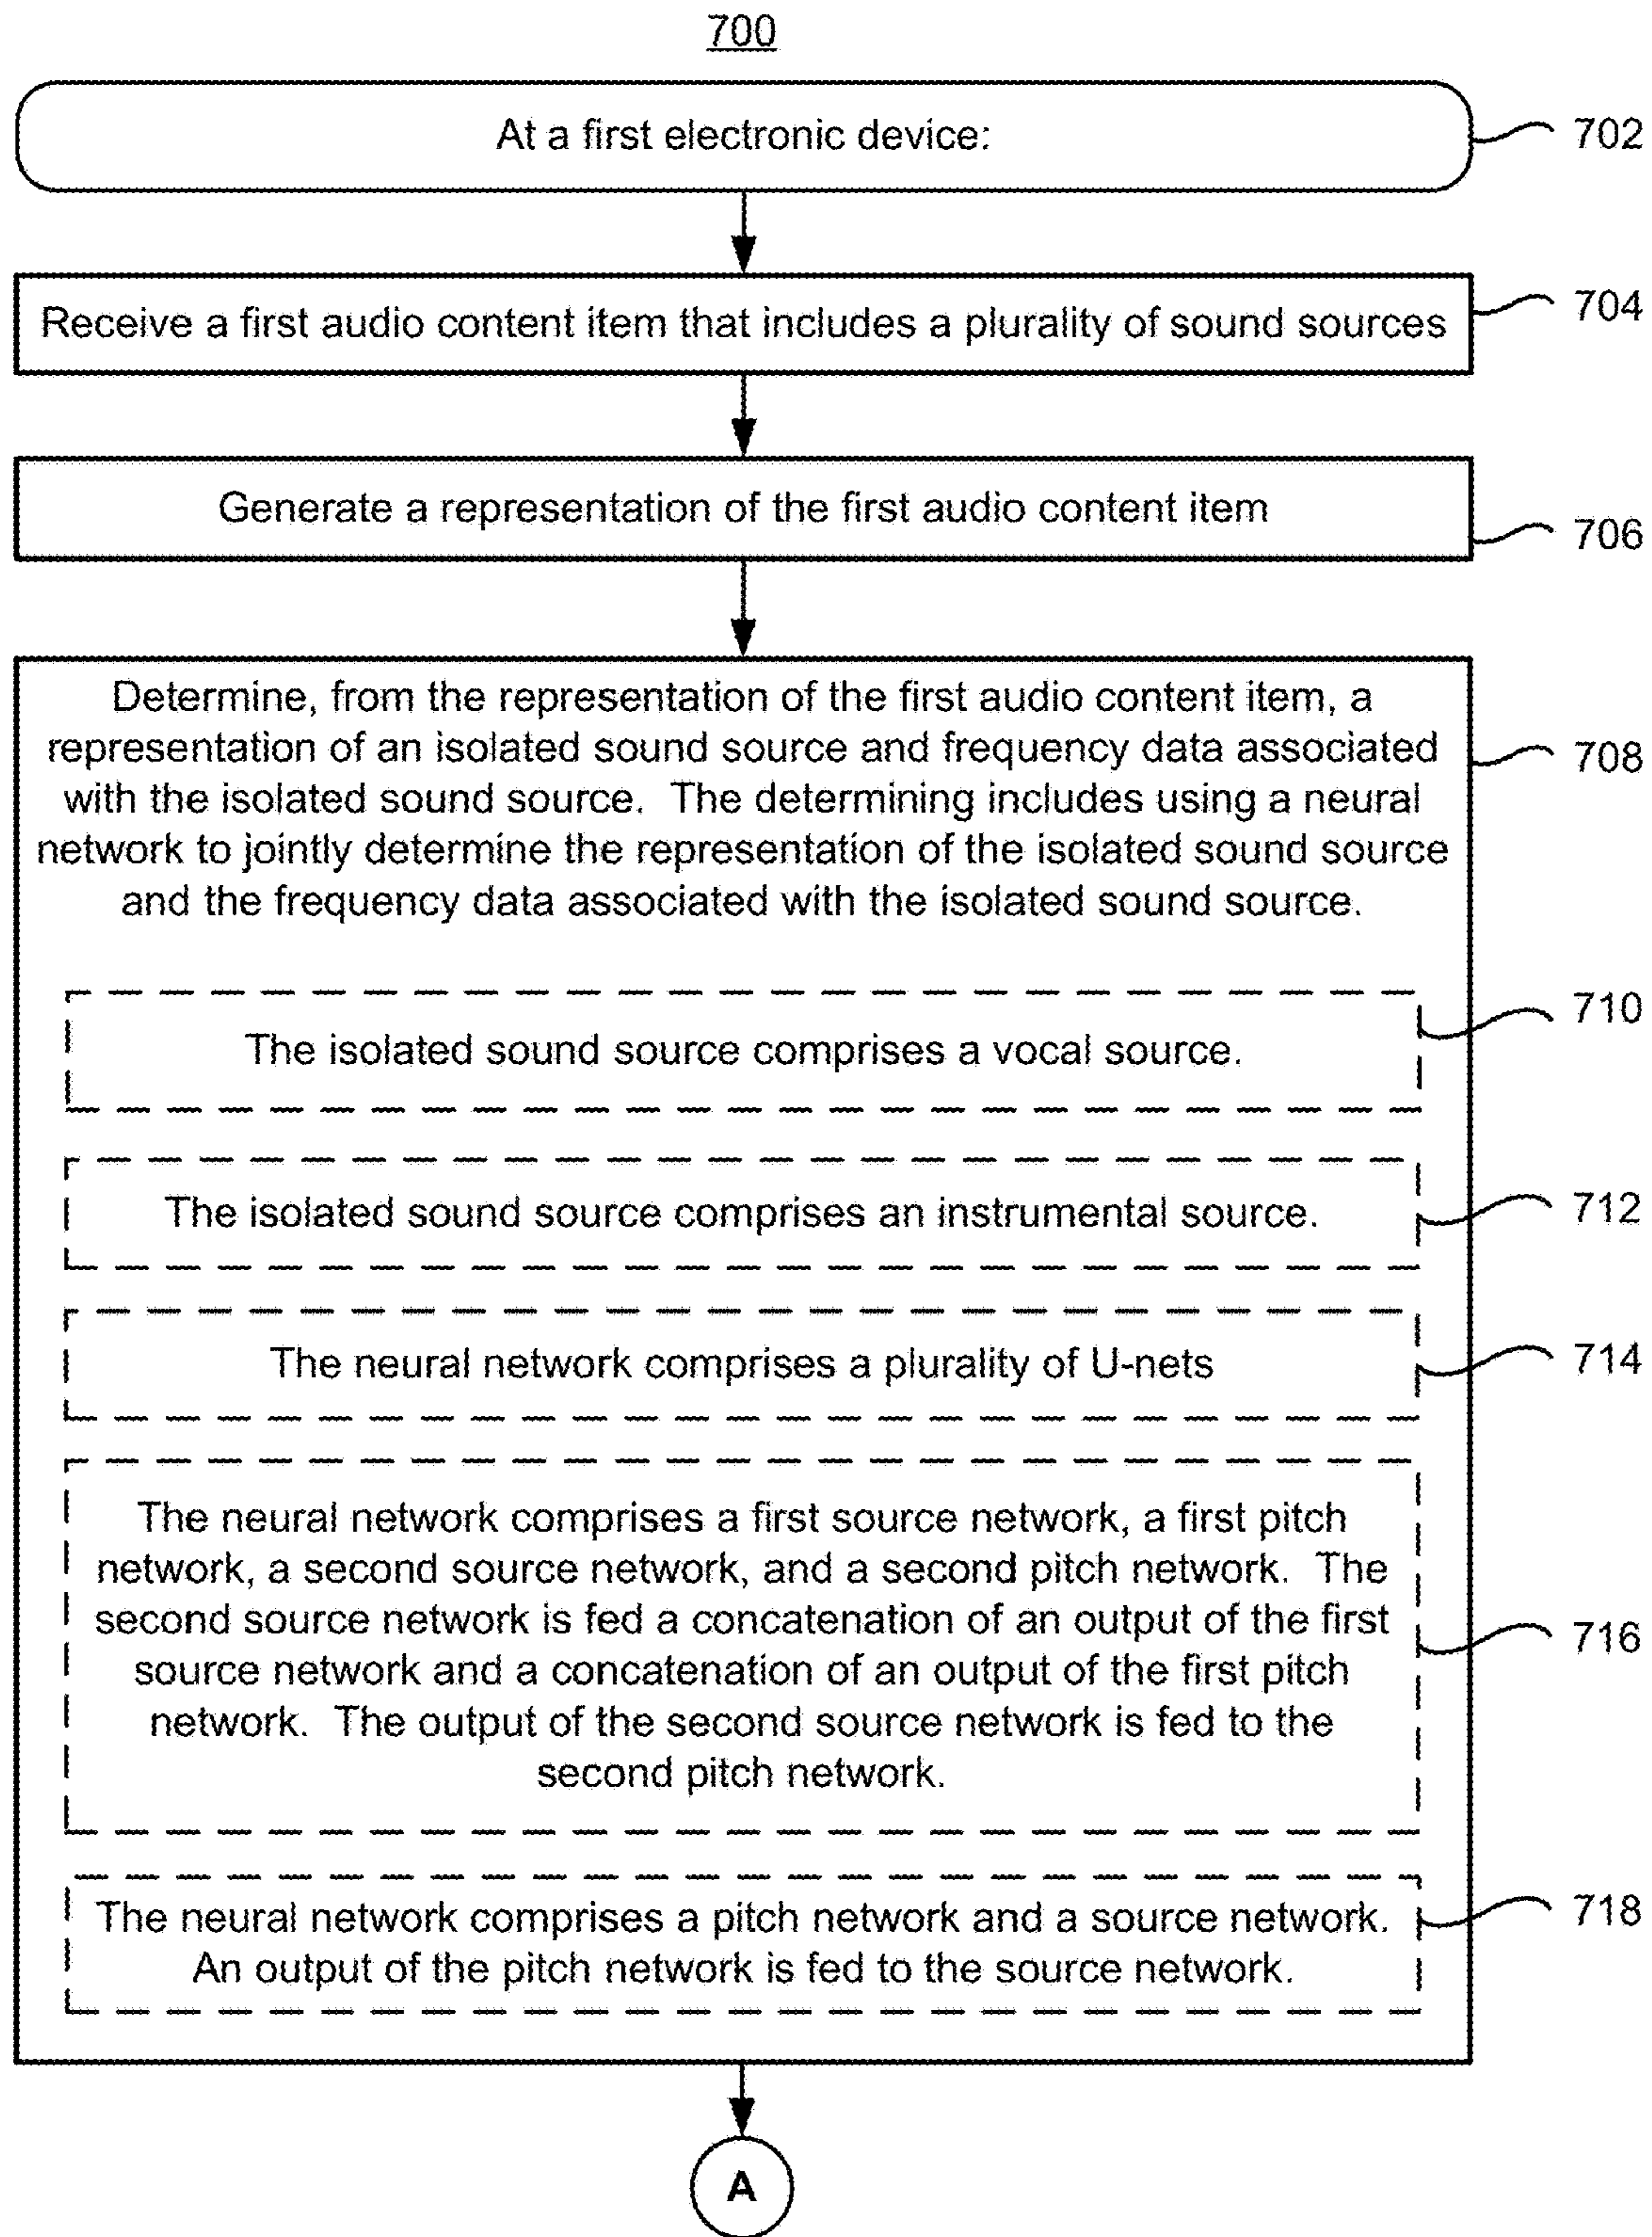 700
At a first electronic device:
702
Receive a first audio content item that includes a plurality of sound sources
704
Generate a representation of the first audio content item
706
Determine, from the representation of the first audio content item, a
representation of an isolated sound source and frequency data associated
with the isolated sound source. The determining includes using a neural
network to jointly determine the representation of the isolated sound source
and the frequency data associated with the isolated sound source.
708
The isolated sound source comprises a vocal source.
710
The isolated sound source comprises an instrumental source.
712
The neural network comprises a plurality of U-nets
714
The neural network comprises a first source network, a first pitch
network, a second source network, and a second pitch network. The
second source network is fed a concatenation of an output of the first
source network and a concatenation of an output of the first pitch
network. The output of the second source network is fed to the
second pitch network.
716
The neural network comprises a pitch network and a source network.
An output of the pitch network is fed to the source network.
718
A